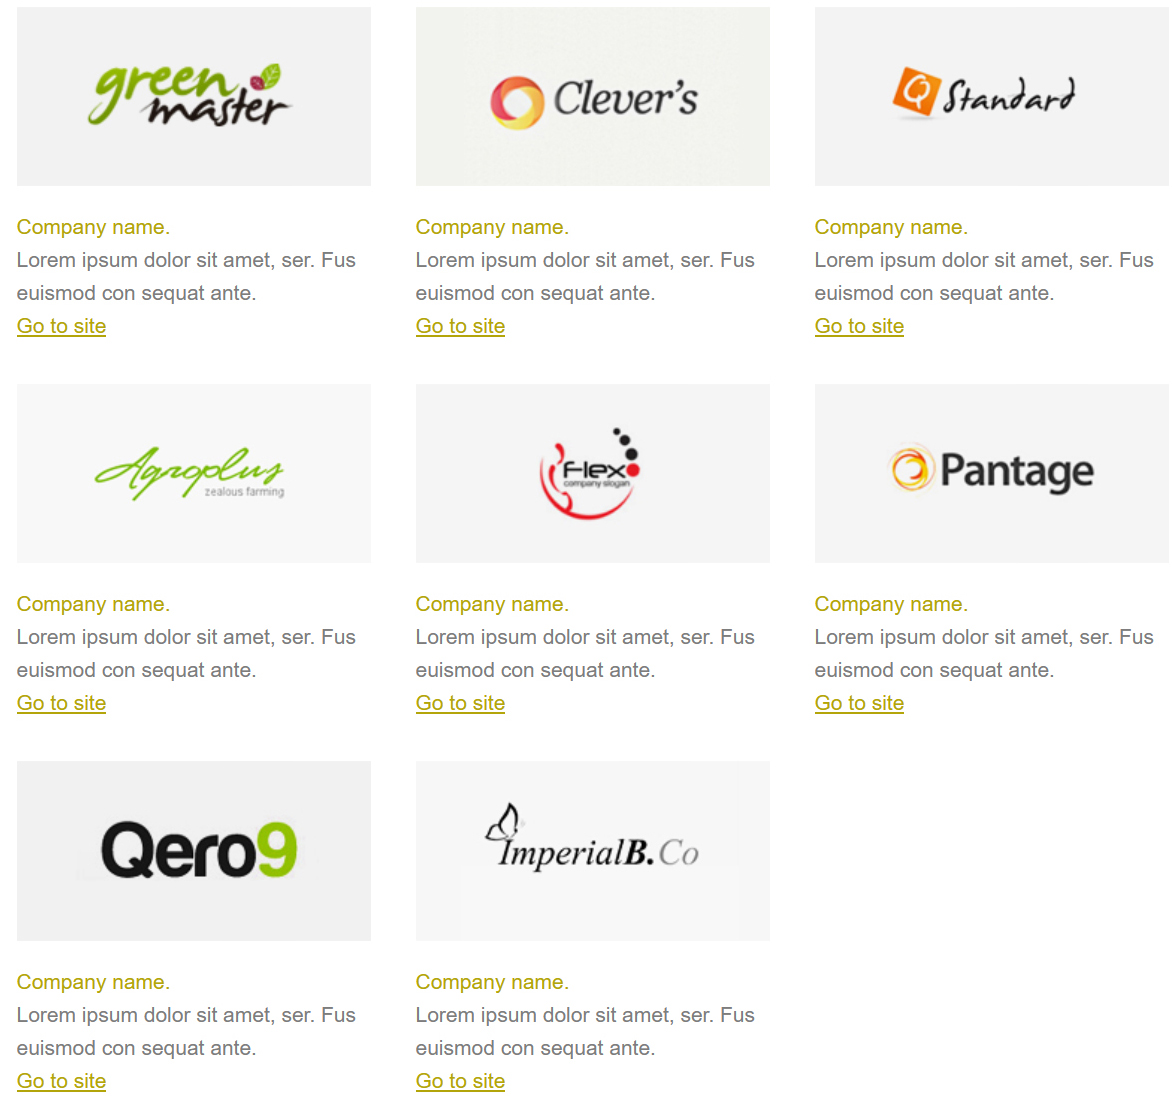 green
master
Company name.
Lorem ipsum dolor sit amet, ser. Fus
euismod con sequat ante.
Go to site
Clever's
Company name.
Lorem ipsum dolor sit amet, ser. Fus
euismod con sequat ante.
Go to site
Q Standard
Company name.
Lorem ipsum dolor sit amet, ser. Fus
euismod con sequat ante.
Go to site
Agroplus
zealous farming
Company name.
Lorem ipsum dolor sit amet, ser. Fus
euismod con sequat ante.
Go to site
Flex
company slogan
Company name.
Lorem ipsum dolor sit amet, ser. Fus
euismod con sequat ante.
Go to site
Pantage
Company name.
Lorem ipsum dolor sit amet, ser. Fus
euismod con sequat ante.
Go to site
Qero9
Company name.
Lorem ipsum dolor sit amet, ser. Fus
euismod con sequat ante.
Go to site
ImperialB.Co
Company name.
Lorem ipsum dolor sit amet, ser. Fus
euismod con sequat ante.
Go to site